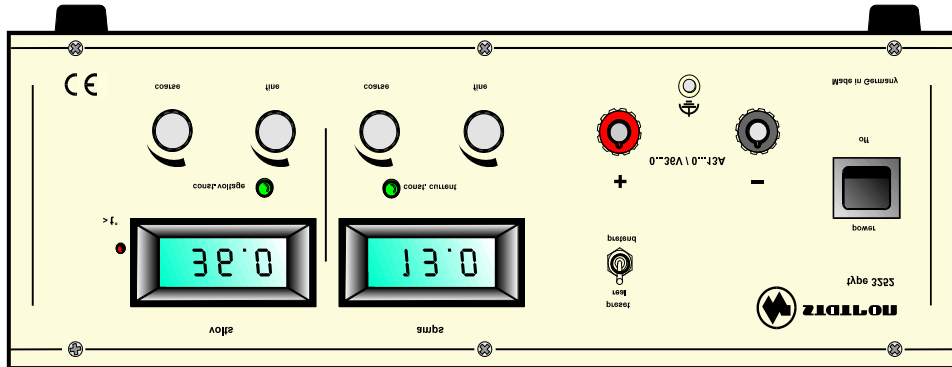 volts
amps
statron
type 3252
preset
real
pretend
36.0
13.0
>t°
power
off
const. voltage
const. current
+
−
0...36V / 0...13A
coarse
fine
coarse
fine
CE
Made in Germany